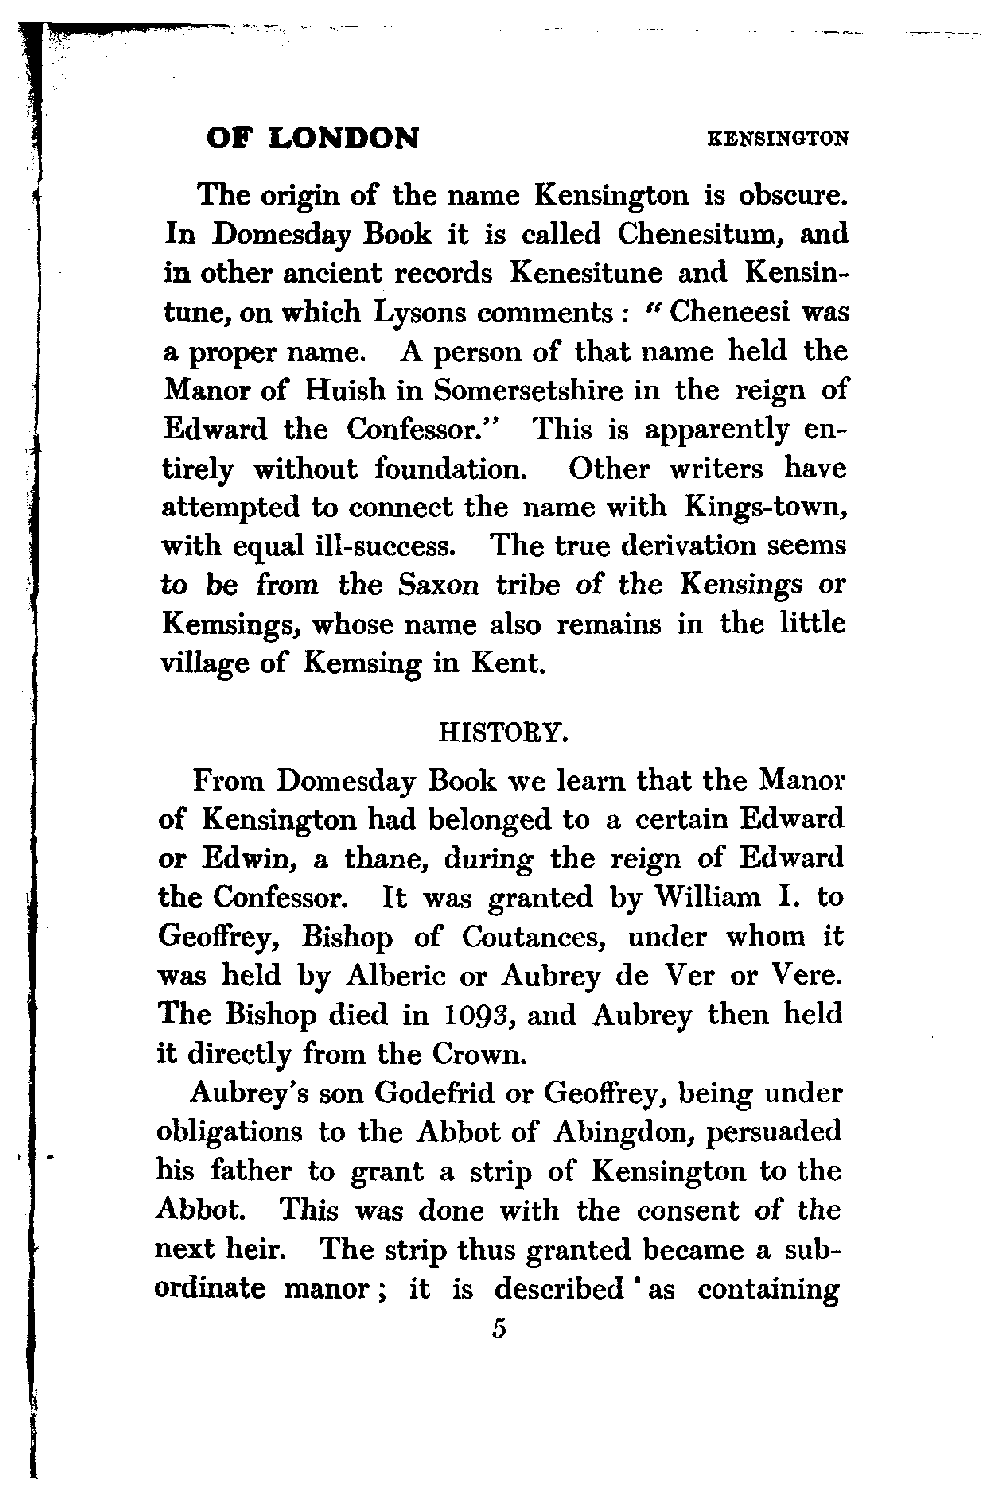 OF LONDON KENSINGTON
The origin of the name Kensington is obscure.
In Domesday Book it is called Chenesitum, and
in other ancient records Kenesitune and Kensin-
tune, on which Lysons comments : "Cheneesi was
a proper name. A person of that name held the
Manor of Huish in Somersetshire in the reign of
Edward the Confessor." This is apparently en-
tirely without foundation. Other writers have
attempted to connect the name with Kings-town,
with equal ill-success. The true derivation seems
to be from the Saxon tribe of the Kensings or
Kemsings, whose name also remains in the little
village of Kemsing in Kent.
HISTORY.
From Domesday Book we learn that the Manor
of Kensington had belonged to a certain Edward
or Edwin, a thane, during the reign of Edward
the Confessor. It was granted by William I. to
Geoffrey, Bishop of Coutances, under whom it
was held by Alberic or Aubrey de Ver or Vere.
The Bishop died in 1093, and Aubrey then held
it directly from the Crown.
Aubrey's son Godefrid or Geoffrey, being under
obligations to the Abbot of Abingdon, persuaded
his father to grant a strip of Kensington to the
Abbot. This was done with the consent of the
next heir. The strip thus granted became a sub-
ordinate manor; it is described as containing
5